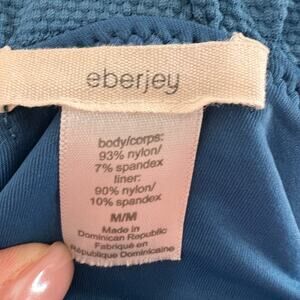 eberjey
body/corps:
93% nylon/
7% spandex
liner:
90% nylon/
10% spandex
M/M
Made in
Dominican Republic
Fabriqué en
République Dominicaine